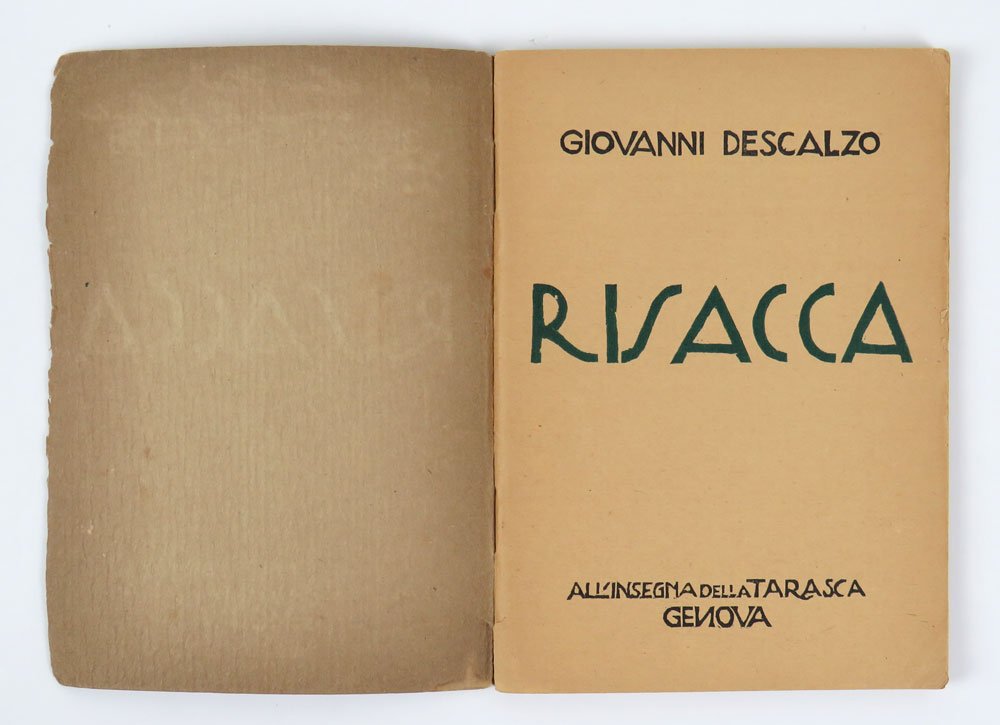 GIOVANNI DESCALZO
RISACCA
ALL'INSEGNA DELLA TARASCA
GENOVA